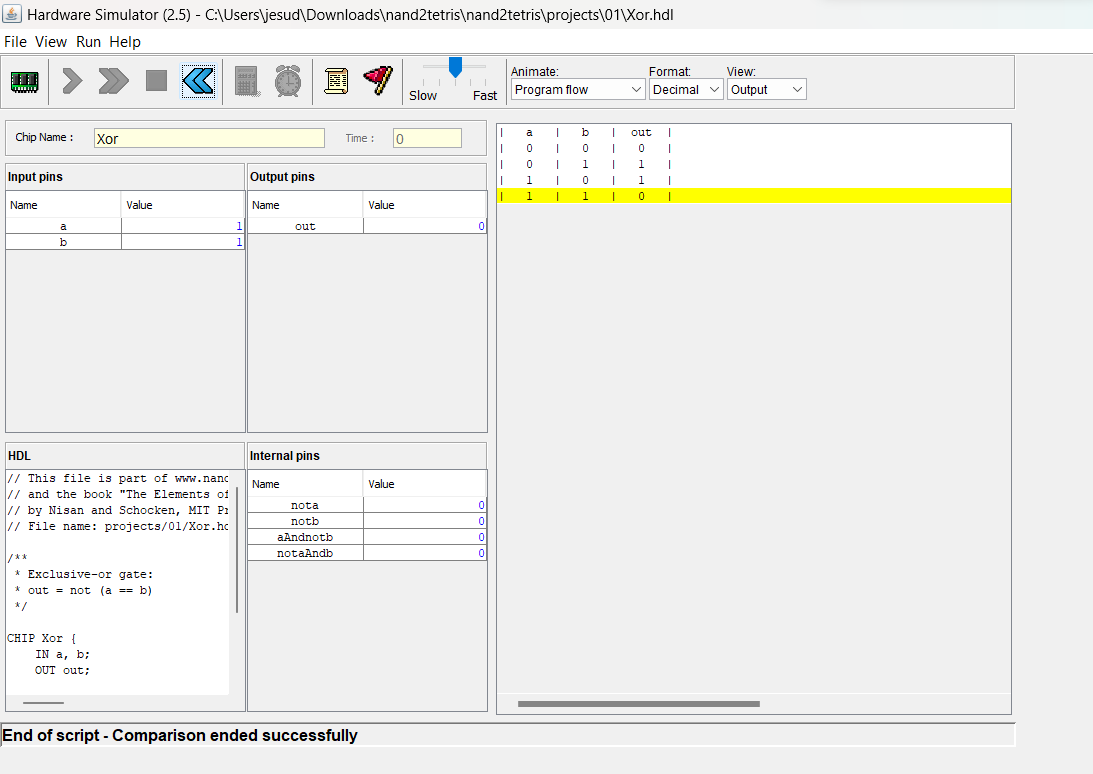 Hardware Simulator (2.5) - C:\Users\jesud\Downloads\nand2tetris\nand2tetris\projects\01\Xor.hdl
File View Run Help
Slow Fast
Animate: Format: View:
Program flow Decimal Output
Chip Name : Xor Time : 0
Input pins
Name Value
a 1
b 1
Output pins
Name Value
out 0
HDL
// This file is part of www.nand
// and the book "The Elements of
// by Nisan and Schocken, MIT Pr
// File name: projects/01/Xor.hd
/**
* Exclusive-or gate:
* out = not (a == b)
*/
CHIP Xor {
IN a, b;
OUT out;
Internal pins
Name Value
nota 0
notb 0
aAndnotb 0
notaAndb 0
| a | b | out |
| 0 | 0 | 0 |
| 0 | 1 | 1 |
| 1 | 0 | 1 |
| 1 | 1 | 0 |
End of script - Comparison ended successfully